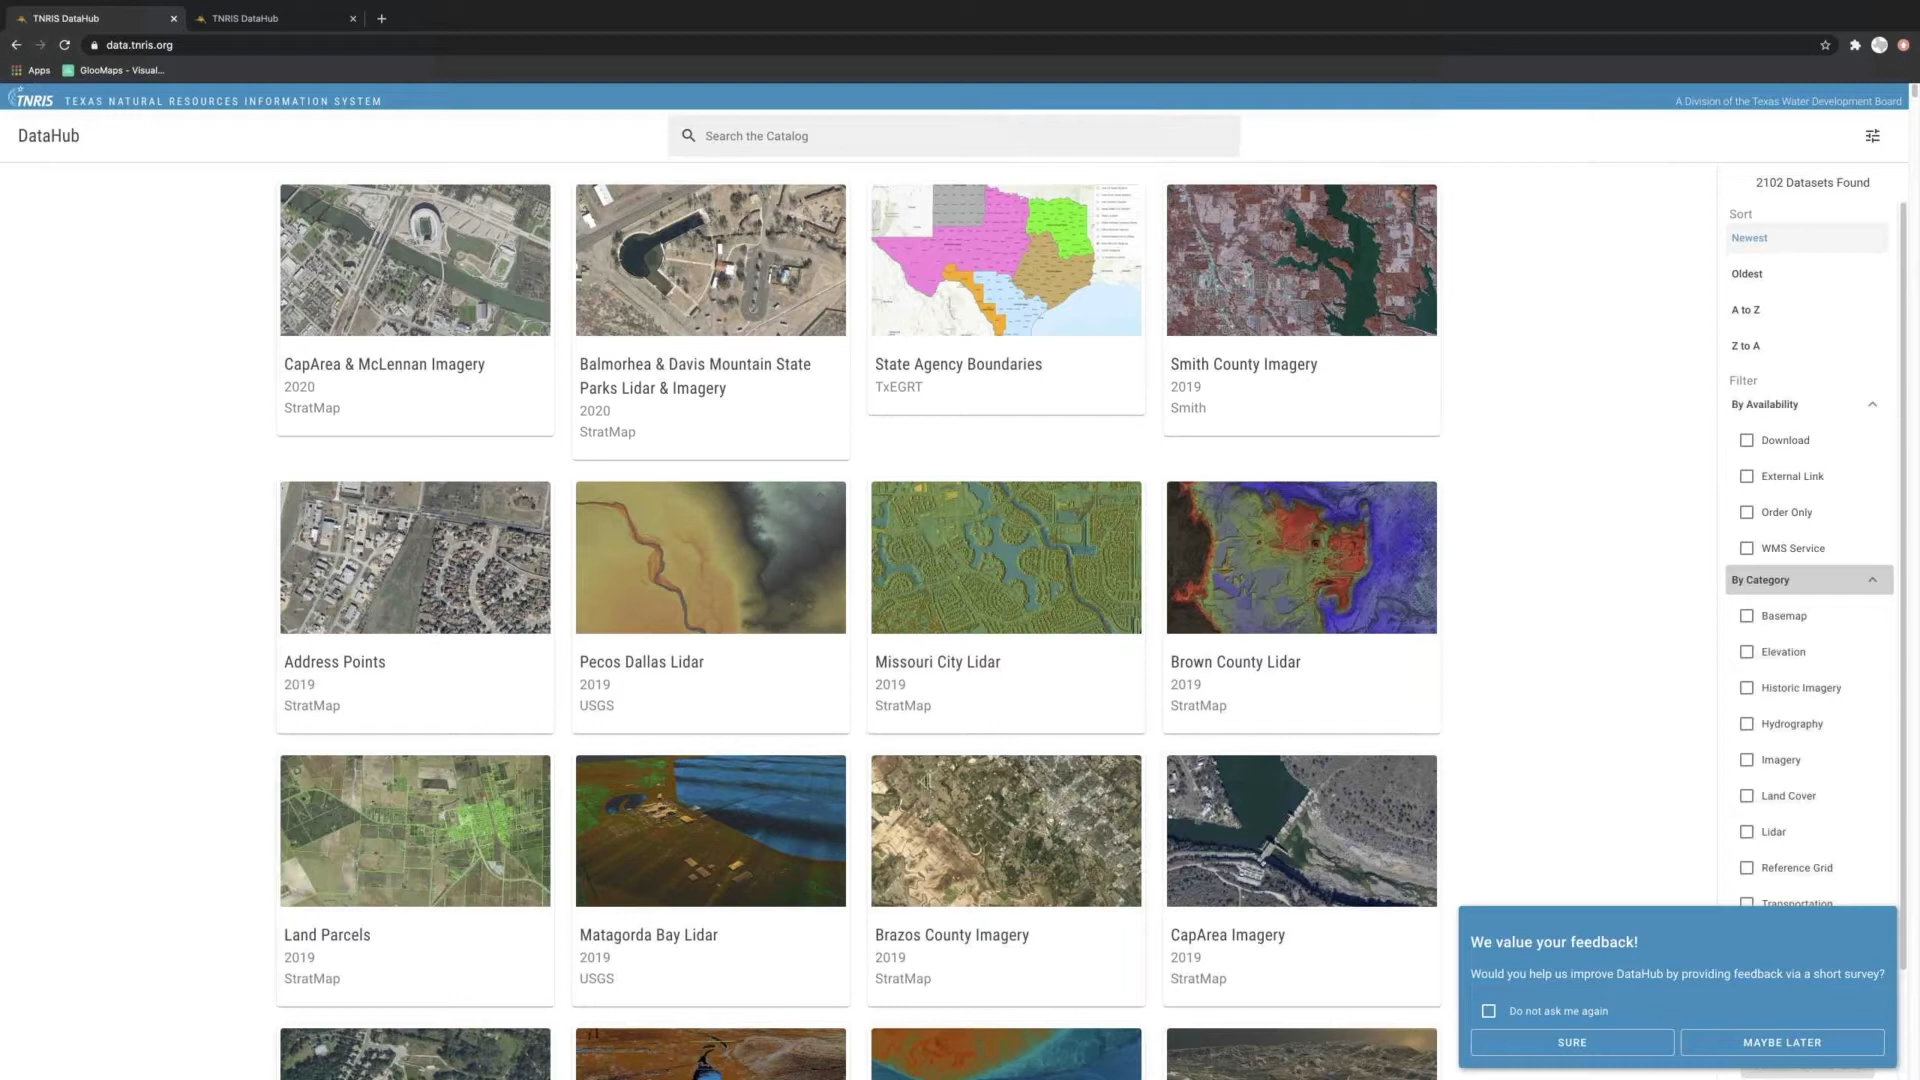 TNRIS DataHub
TNRIS DataHub
data.tnris.org
Apps
GlooMaps - Visual...
TNRIS TEXAS NATURAL RESOURCES INFORMATION SYSTEM
A Division of the Texas Water Development Board
DataHub
Search the Catalog
2102 Datasets Found
Sort
Newest
Oldest
A to Z
Z to A
Filter
By Availability
Download
External Link
Order Only
WMS Service
By Category
Basemap
Elevation
Historic Imagery
Hydrography
Imagery
Land Cover
Lidar
Reference Grid
Transportation
CapArea & McLennan Imagery
2020
StratMap
Balmorhea & Davis Mountain State
Parks Lidar & Imagery
2020
StratMap
State Agency Boundaries
TxEGRT
Smith County Imagery
2019
Smith
Address Points
2019
StratMap
Pecos Dallas Lidar
2019
USGS
Missouri City Lidar
2019
StratMap
Brown County Lidar
2019
StratMap
Land Parcels
2019
StratMap
Matagorda Bay Lidar
2019
USGS
Brazos County Imagery
2019
StratMap
CapArea Imagery
2019
StratMap
We value your feedback!
Would you help us improve DataHub by providing feedback via a short survey?
Do not ask me again
SURE
MAYBE LATER